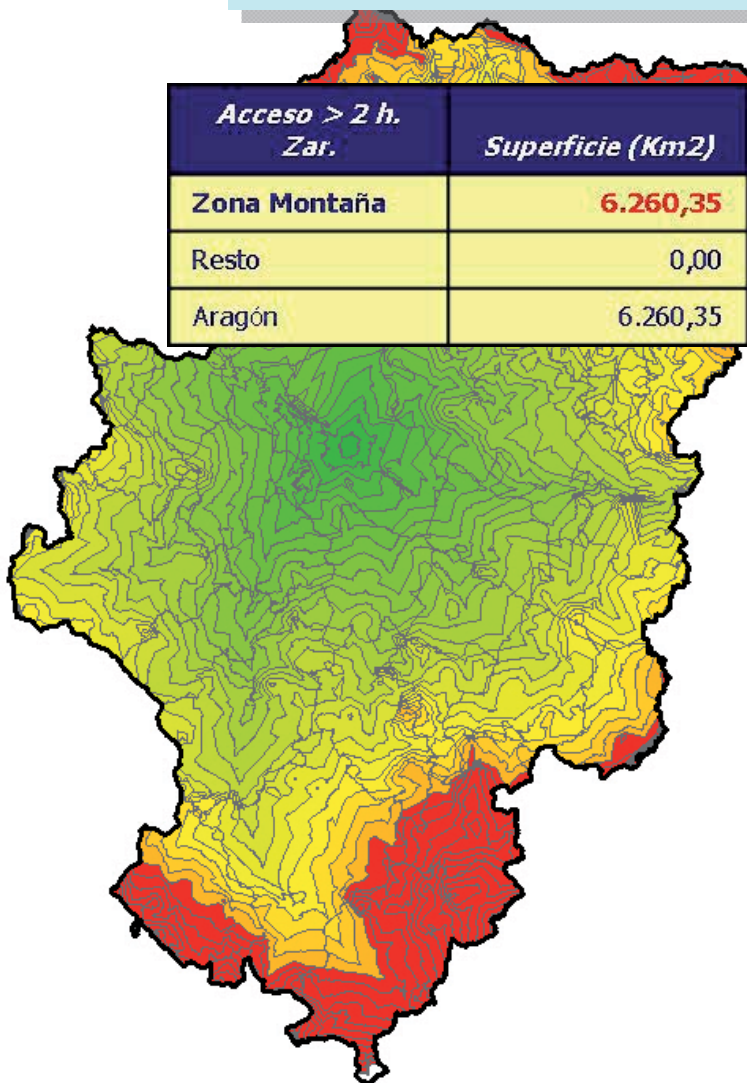 Acceso > 2 h. Zar. Superficie (Km2)
Zona Montaña 6.260,35
Resto 0,00
Aragón 6.260,35